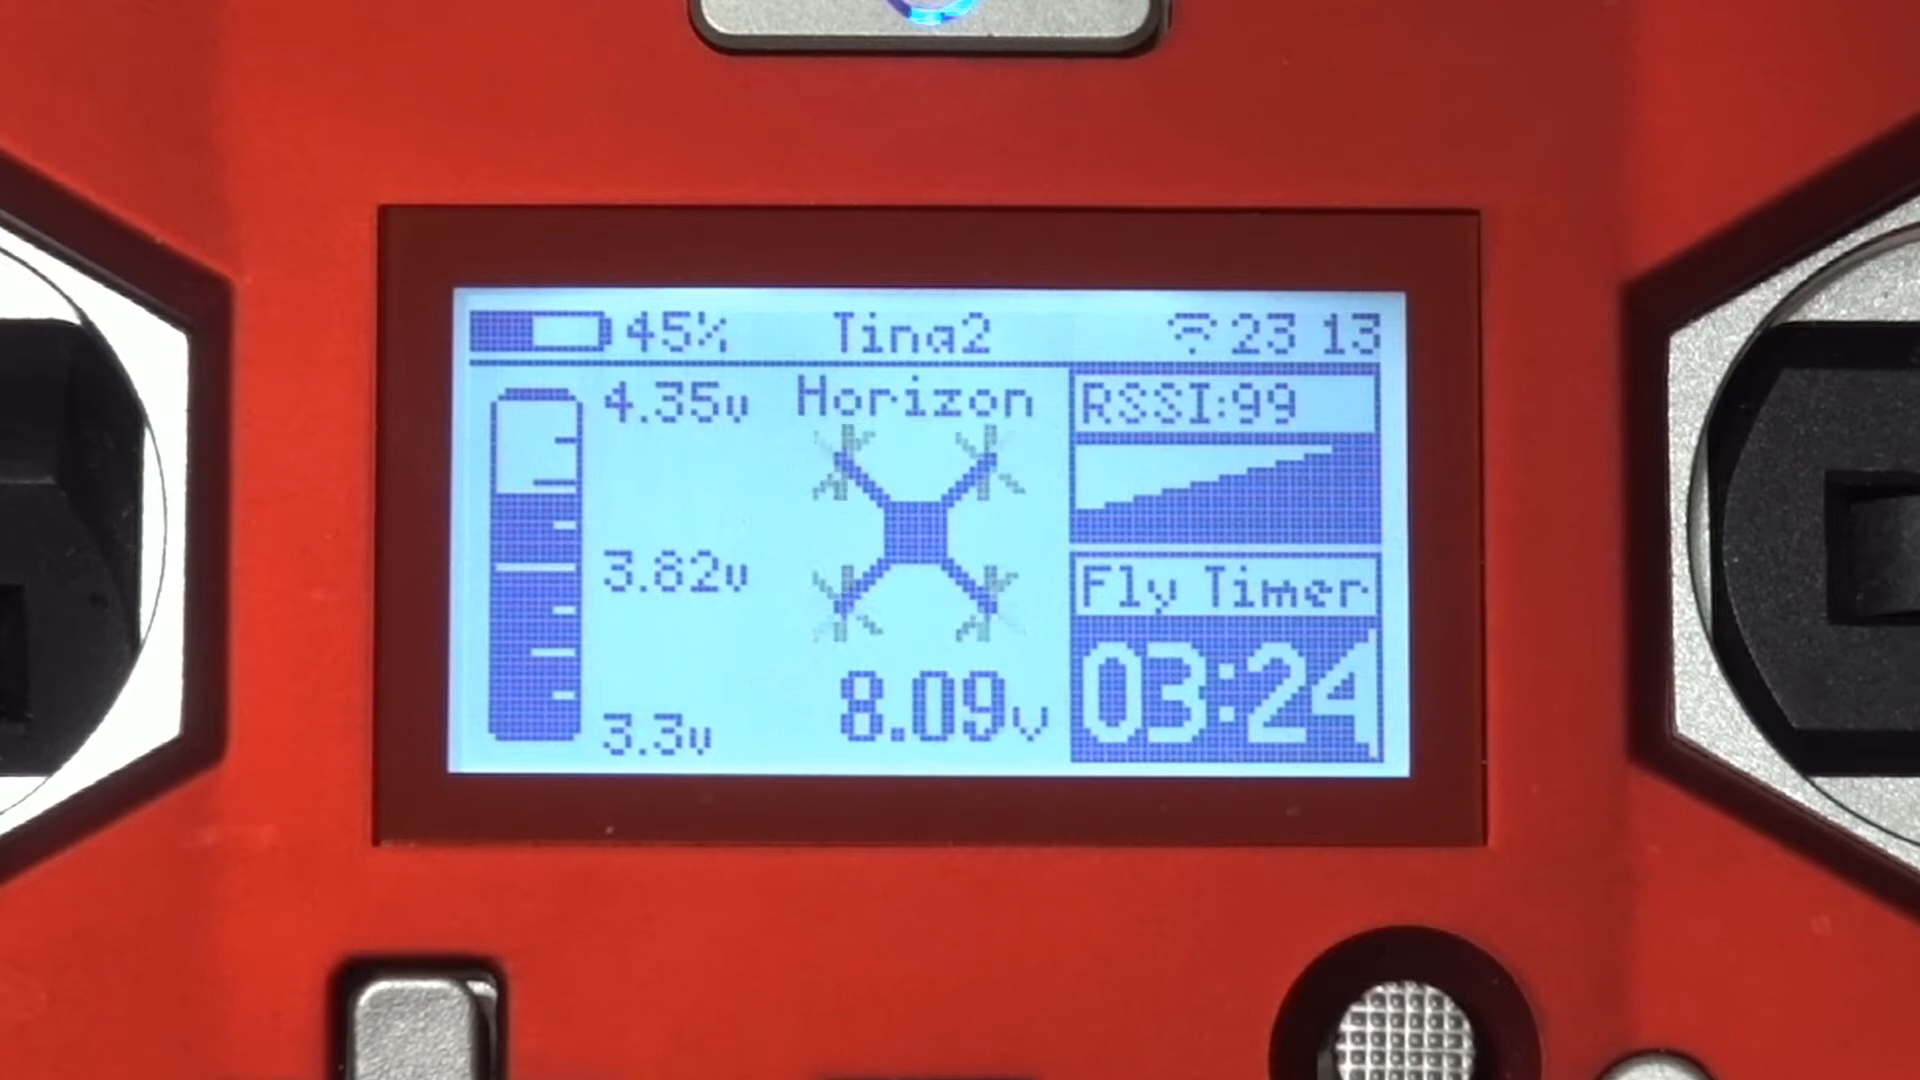 45% Tina2 23 13
4.35v Horizon RSSI:99
3.82v Fly Timer
3.3v 8.09v 03:24